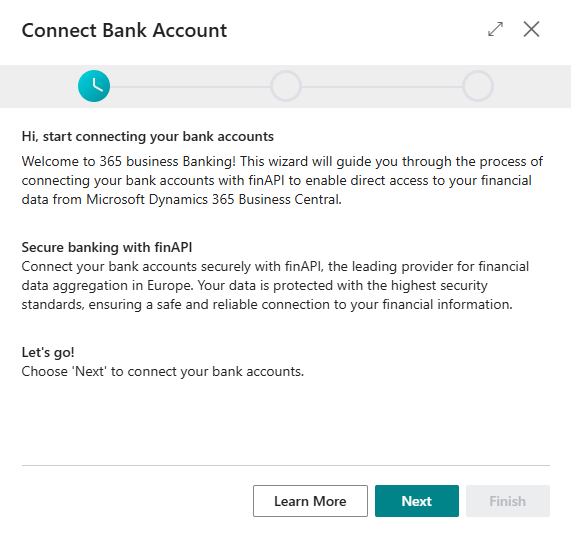 Connect Bank Account
Hi, start connecting your bank accounts
Welcome to 365 business Banking! This wizard will guide you through the process of
connecting your bank accounts with finAPI to enable direct access to your financial
data from Microsoft Dynamics 365 Business Central.
Secure banking with finAPI
Connect your bank accounts securely with finAPI, the leading provider for financial
data aggregation in Europe. Your data is protected with the highest security
standards, ensuring a safe and reliable connection to your financial information.
Let's go!
Choose 'Next' to connect your bank accounts.
Learn More
Next
Finish